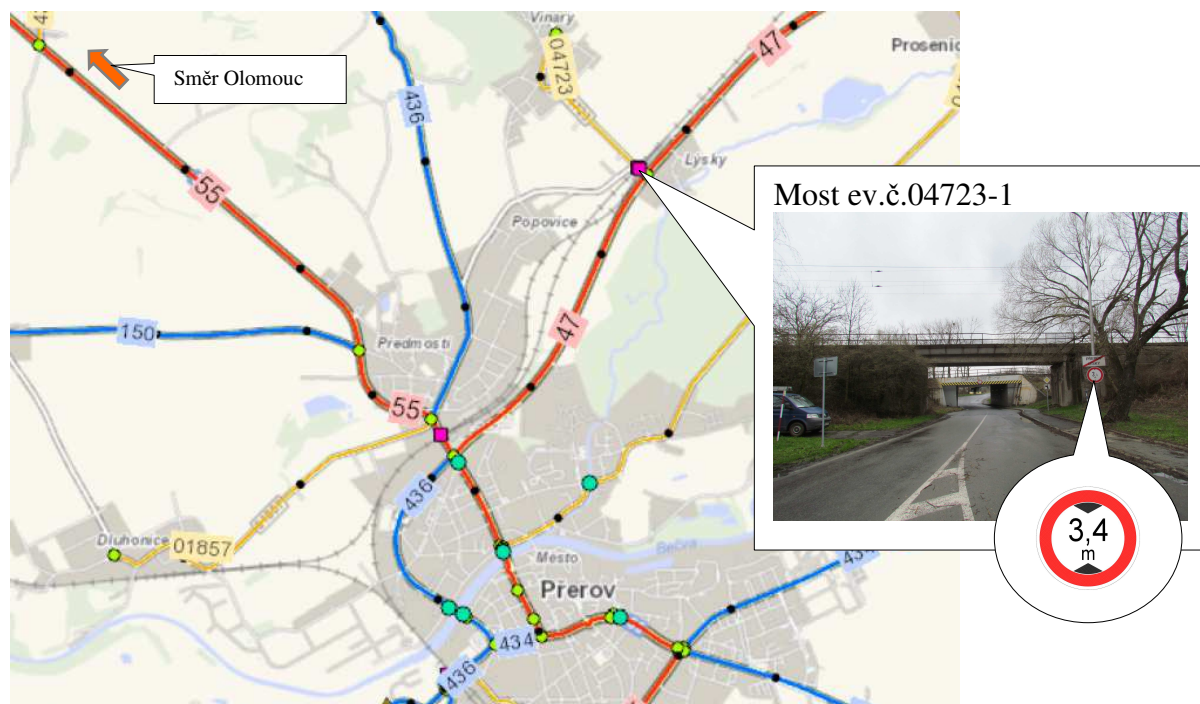 Vinary
47
Prosenic
Směr Olomouc
04723
436
Lýsky
55
Most ev.č.04723-1
Popovice
47
150
Předmostí
55
436
3,4
m
Dluhonice
01857
Město
Bečva
434
Přerov
434
436